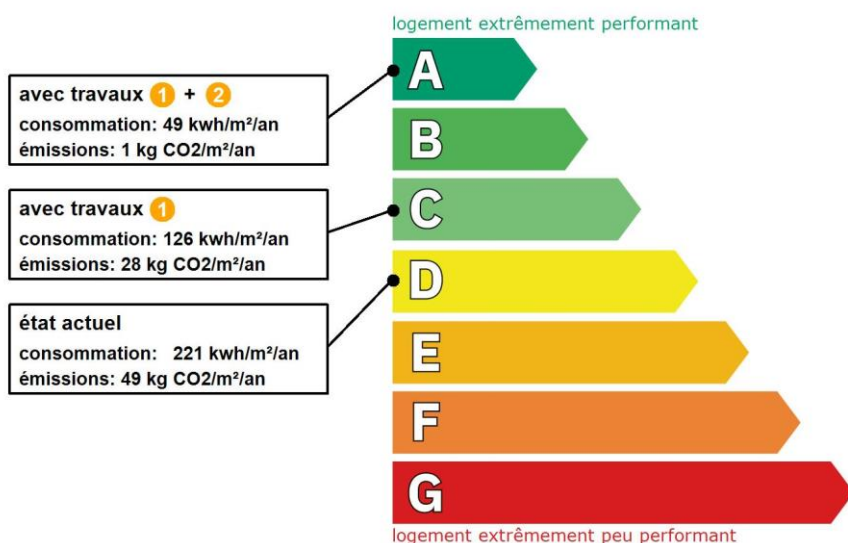 logement extrêmement performant
avec travaux 1 + 2
consommation: 49 kwh/m²/an
émissions: 1 kg CO2/m²/an
avec travaux 1
consommation: 126 kwh/m²/an
émissions: 28 kg CO2/m²/an
état actuel
consommation: 221 kwh/m²/an
émissions: 49 kg CO2/m²/an
A
B
C
D
E
F
G
logement extrêmement peu performant